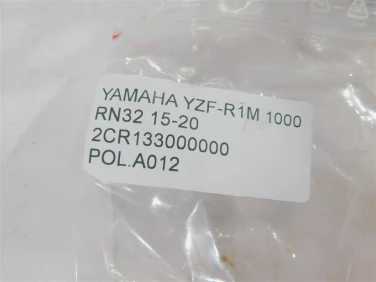 YAMAHA YZF-R1M 1000
RN32 15-20
2CR133000000
POL.A012